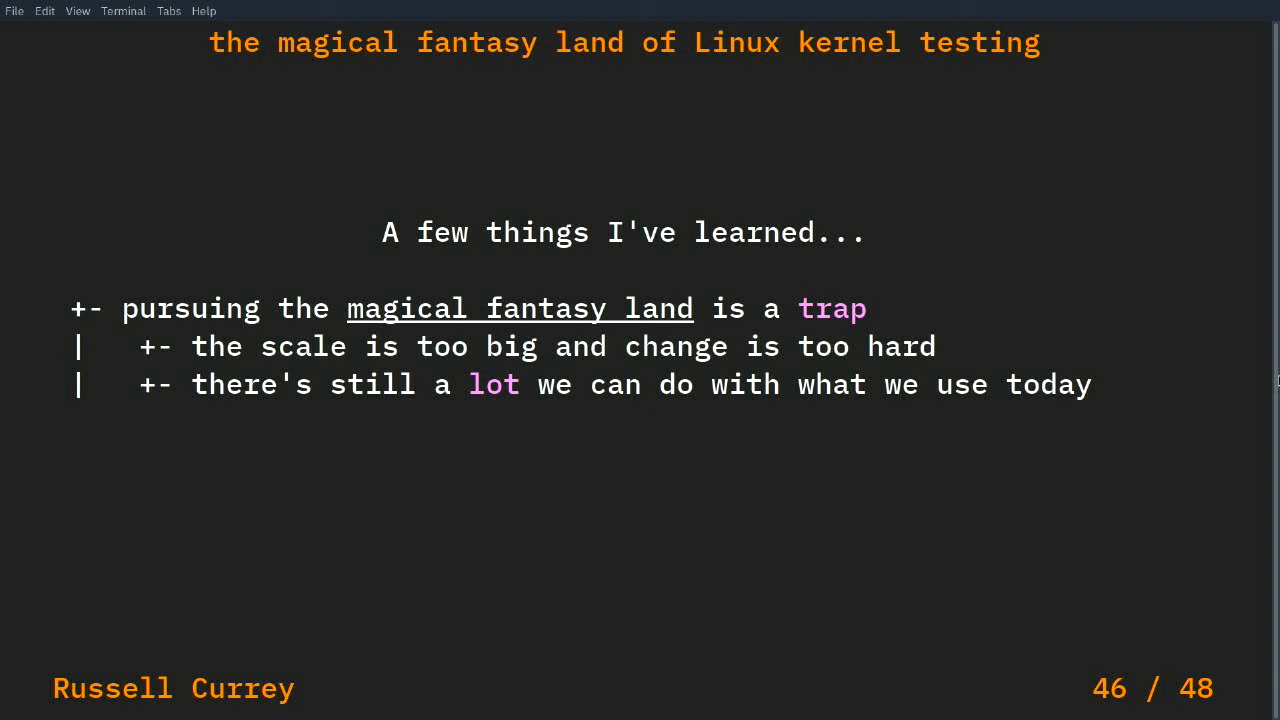 File Edit View Terminal Tabs Help
the magical fantasy land of Linux kernel testing
A few things I've learned...
+- pursuing the magical fantasy land is a trap
|   +- the scale is too big and change is too hard
|   +- there's still a lot we can do with what we use today
Russell Currey 46 / 48